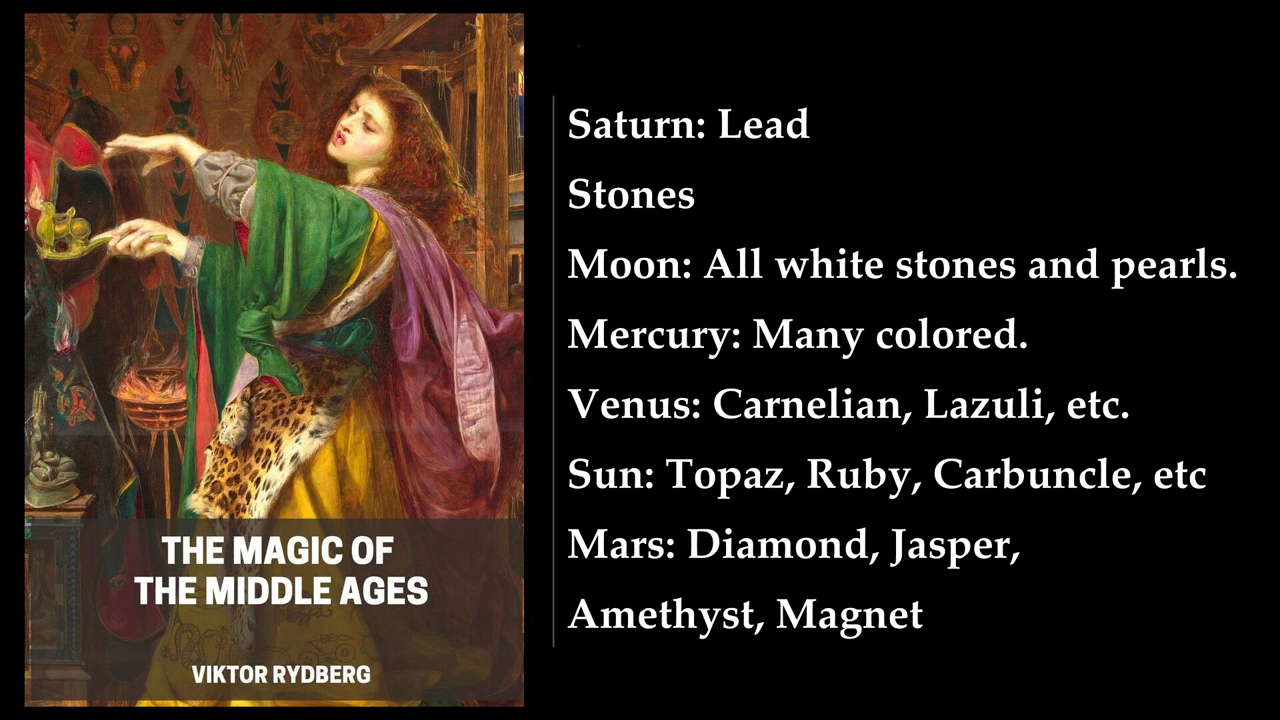 THE MAGIC OF
THE MIDDLE AGES
VIKTOR RYDBERG
Saturn: Lead
Stones
Moon: All white stones and pearls.
Mercury: Many colored.
Venus: Carnelian, Lazuli, etc.
Sun: Topaz, Ruby, Carbuncle, etc
Mars: Diamond, Jasper,
Amethyst, Magnet